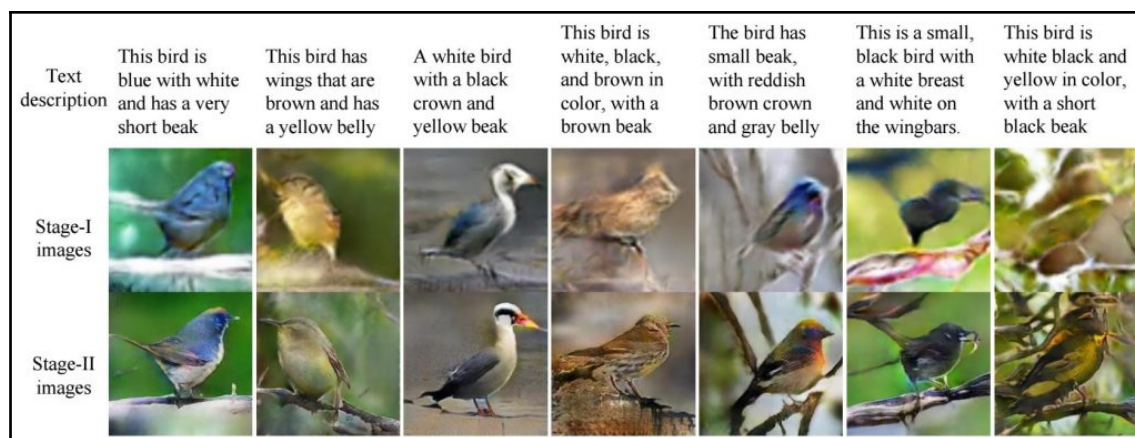 Text
description
This bird is
blue with white
and has a very
short beak
This bird has
wings that are
brown and has
a yellow belly
A white bird
with a black
crown and
yellow beak
This bird is
white, black,
and brown in
color, with a
brown beak
The bird has
small beak,
with reddish
brown crown
and gray belly
This is a small,
black bird with
a white breast
and white on
the wingbars.
This bird is
white black and
yellow in color,
with a short
black beak
Stage-I
images
Stage-II
images